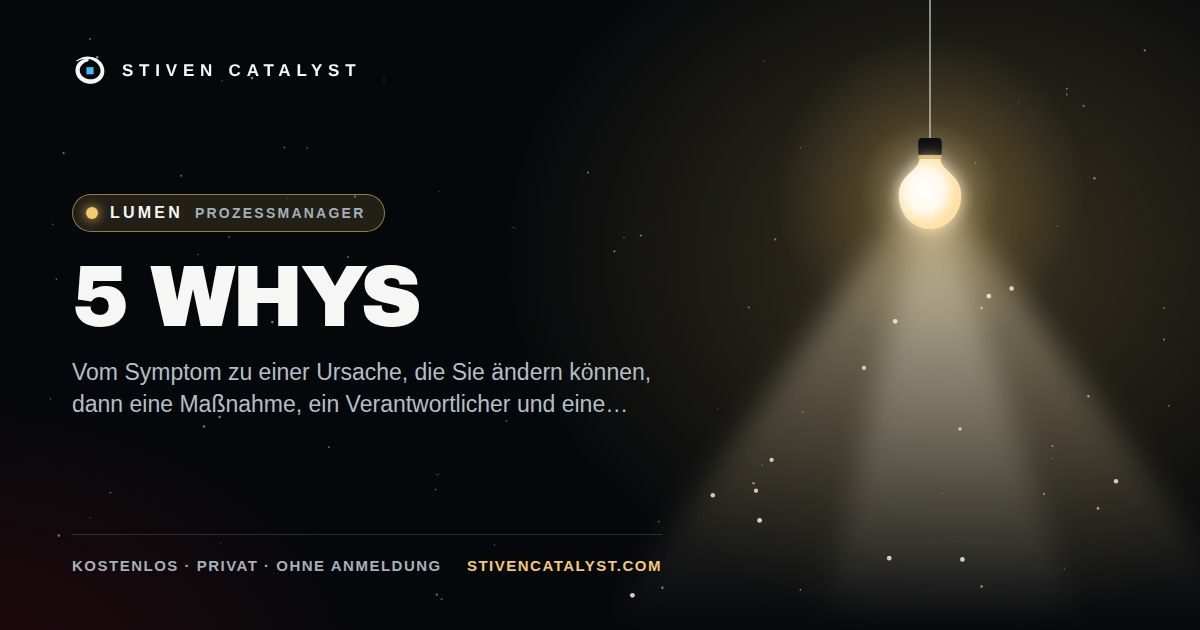 STIVEN CATALYST
LUMEN PROZESSMANAGER
5 WHYS
Vom Symptom zu einer Ursache, die Sie ändern können,
dann eine Maßnahme, ein Verantwortlicher und eine…
KOSTENLOS · PRIVAT · OHNE ANMELDUNG STIVENCATALYST.COM